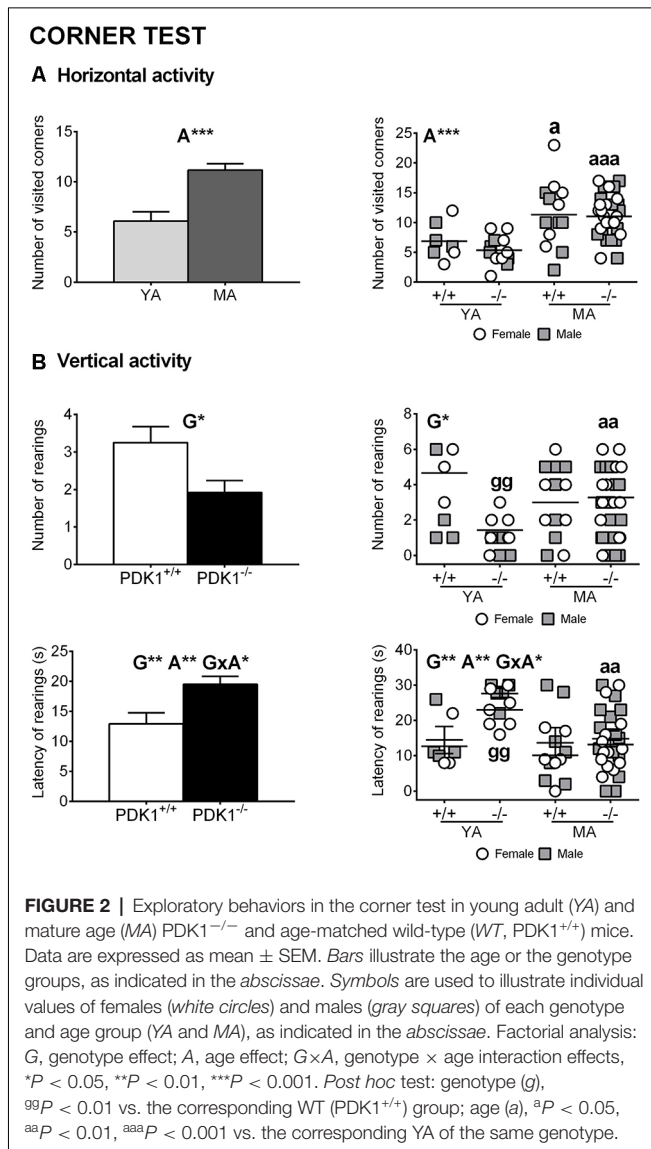 CORNER TEST
A Horizontal activity
15
10
5
0
Number of visited corners
A***
YA
MA
25
20
15
10
5
0
Number of visited corners
A***
a
aaa
+/+
-/-
+/+
-/-
YA
MA
Female Male
B Vertical activity
4
3
2
1
0
Number of rearings
G*
PDK1+/+
PDK1-/-
8
6
4
2
0
Number of rearings
G*
gg
aa
+/+
-/-
+/+
-/-
YA
MA
Female Male
25
20
15
10
5
0
Latency of rearings (s)
G** A** GxA*
PDK1+/+
PDK1-/-
40
30
20
10
0
Latency of rearings (s)
G** A** GxA*
gg
aa
+/+
-/-
+/+
-/-
YA
MA
Female Male
FIGURE 2 | Exploratory behaviors in the corner test in young adult (YA) and
mature age (MA) PDK1−/− and age-matched wild-type (WT, PDK1+/+) mice.
Data are expressed as mean ± SEM. Bars illustrate the age or the genotype
groups, as indicated in the abscissae. Symbols are used to illustrate individual
values of females (white circles) and males (gray squares) of each genotype
and age group (YA and MA), as indicated in the abscissae. Factorial analysis:
G, genotype effect; A, age effect; G×A, genotype × age interaction effects,
*P < 0.05, **P < 0.01, ***P < 0.001. Post hoc test: genotype (g),
ggP < 0.01 vs. the corresponding WT (PDK1+/+) group; age (a), aP < 0.05,
aaP < 0.01, aaaP < 0.001 vs. the corresponding YA of the same genotype.